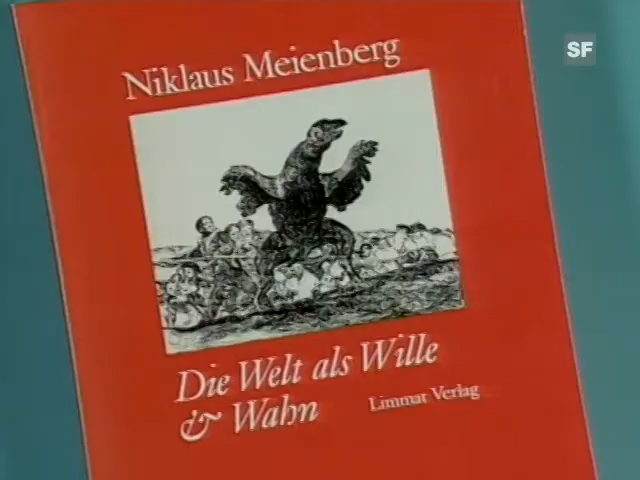 SF
Niklaus Meienberg
Die Welt als Wille
& Wahn
Limmat Verlag